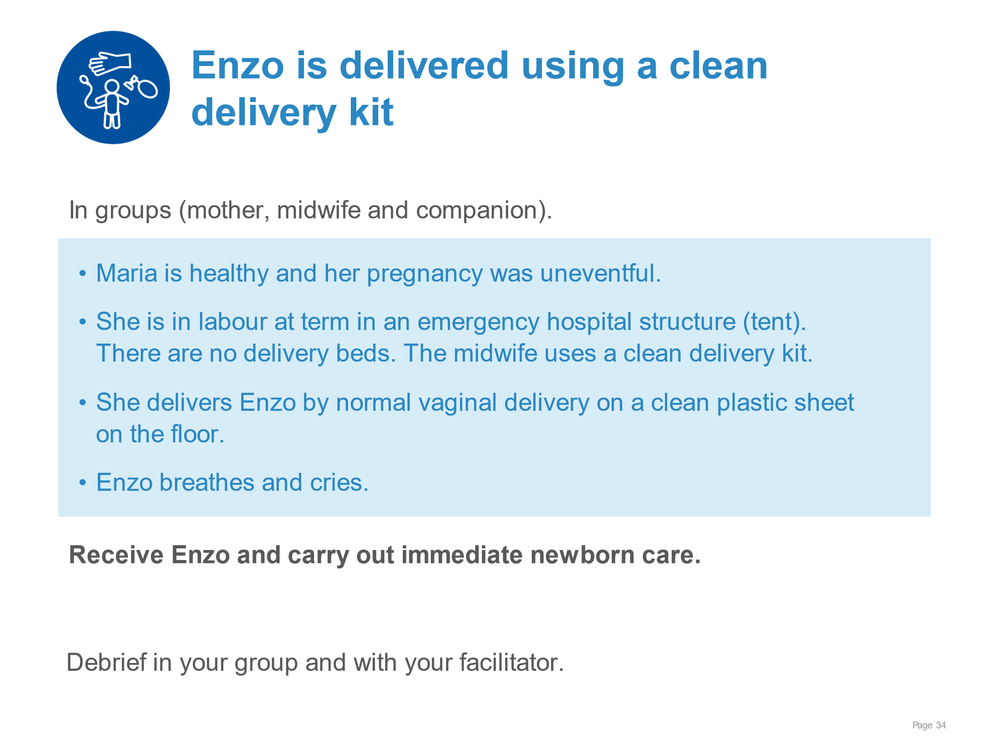 Enzo is delivered using a clean
delivery kit
In groups (mother, midwife and companion).
• Maria is healthy and her pregnancy was uneventful.
• She is in labour at term in an emergency hospital structure (tent).
There are no delivery beds. The midwife uses a clean delivery kit.
• She delivers Enzo by normal vaginal delivery on a clean plastic sheet
on the floor.
• Enzo breathes and cries.
Receive Enzo and carry out immediate newborn care.
Debrief in your group and with your facilitator.
Page 34